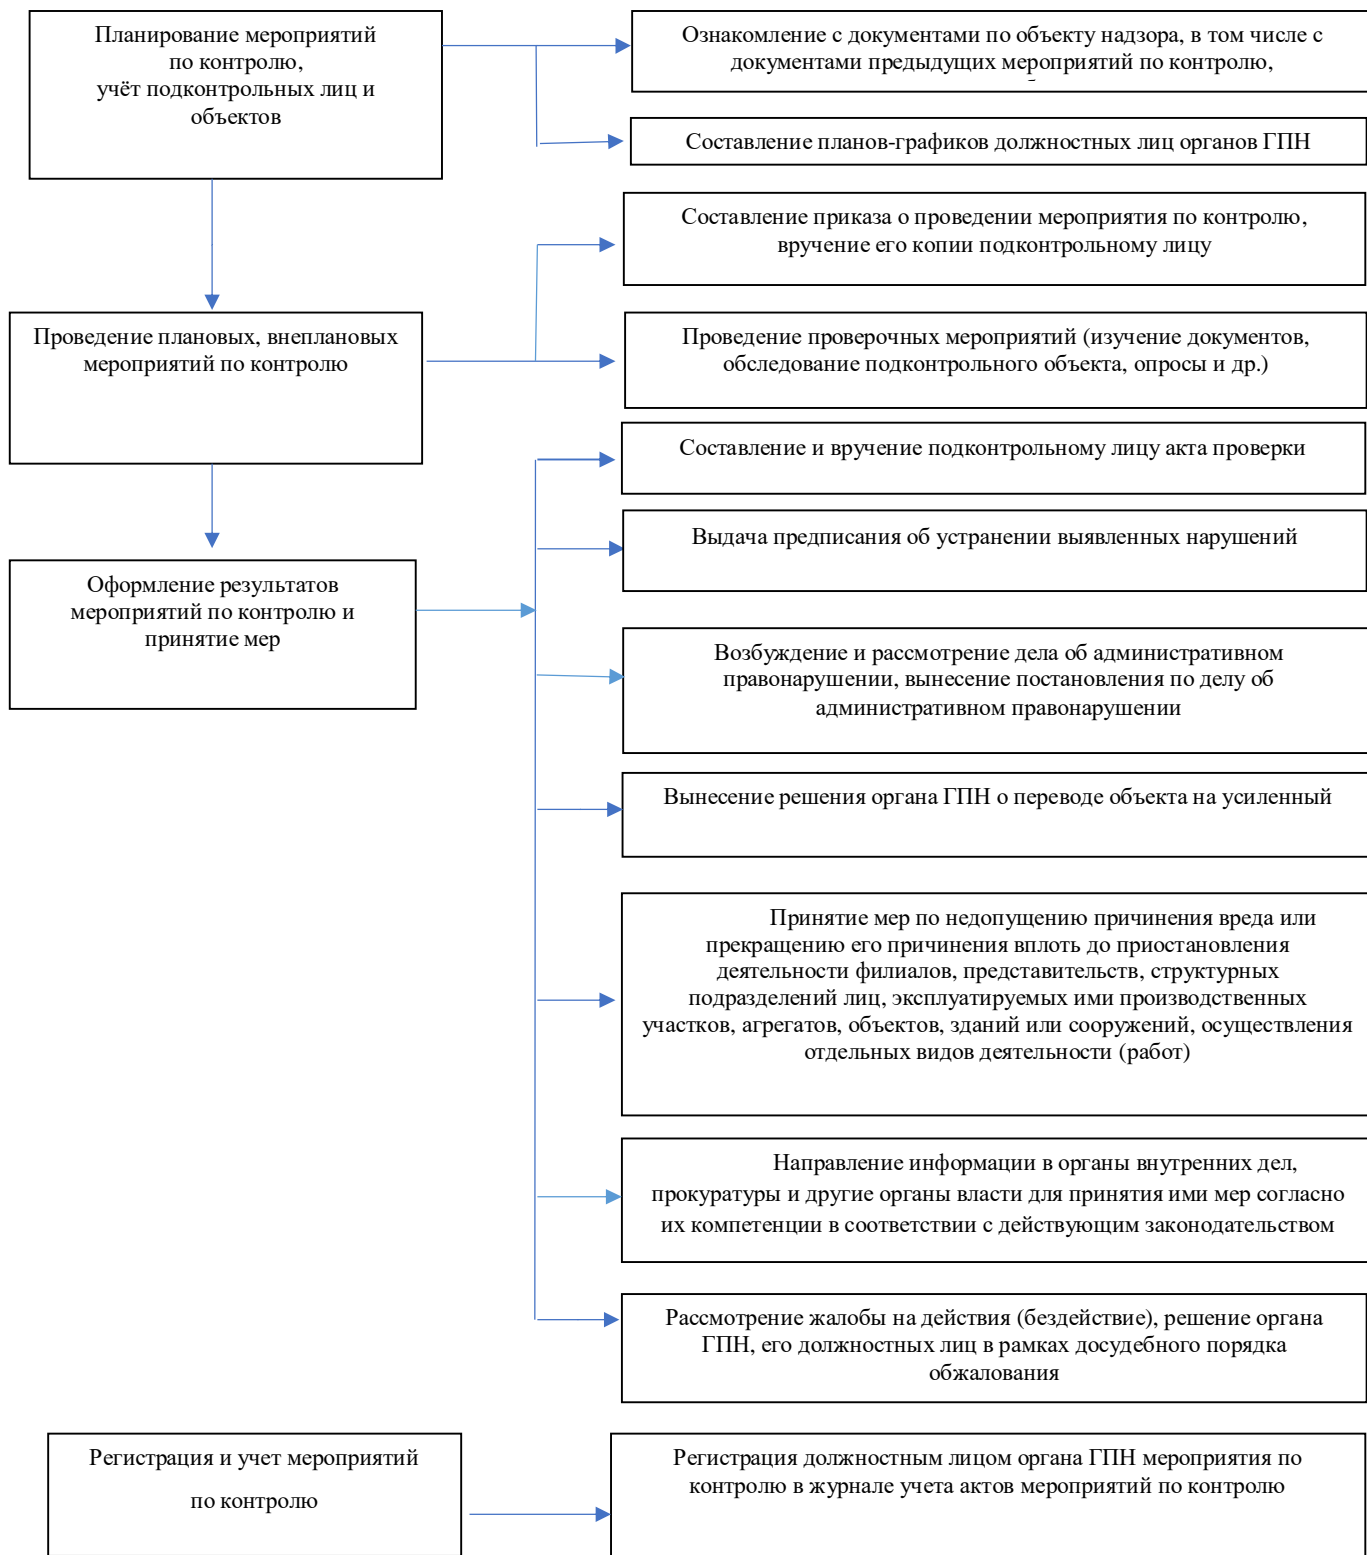 Планирование мероприятий
по контролю,
учёт подконтрольных лиц и
объектов
Ознакомление с документами по объекту надзора, в том числе с
документами предыдущих мероприятий по контролю,
Составление планов-графиков должностных лиц органов ГПН
Составление приказа о проведении мероприятия по контролю,
вручение его копии подконтрольному лицу
Проведение плановых, внеплановых
мероприятий по контролю
Проведение проверочных мероприятий (изучение документов,
обследование подконтрольного объекта, опросы и др.)
Составление и вручение подконтрольному лицу акта проверки
Выдача предписания об устранении выявленных нарушений
Оформление результатов
мероприятий по контролю и
принятие мер
Возбуждение и рассмотрение дела об административном
правонарушении, вынесение постановления по делу об
административном правонарушении
Вынесение решения органа ГПН о переводе объекта на усиленный
Принятие мер по недопущению причинения вреда или
прекращению его причинения вплоть до приостановления
деятельности филиалов, представительств, структурных
подразделений лиц, эксплуатируемых ими производственных
участков, агрегатов, объектов, зданий или сооружений, осуществления
отдельных видов деятельности (работ)
Направление информации в органы внутренних дел,
прокуратуры и другие органы власти для принятия ими мер согласно
их компетенции в соответствии с действующим законодательством
Рассмотрение жалобы на действия (бездействие), решение органа
ГПН, его должностных лиц в рамках досудебного порядка
обжалования
Регистрация и учет мероприятий
по контролю
Регистрация должностным лицом органа ГПН мероприятия по
контролю в журнале учета актов мероприятий по контролю